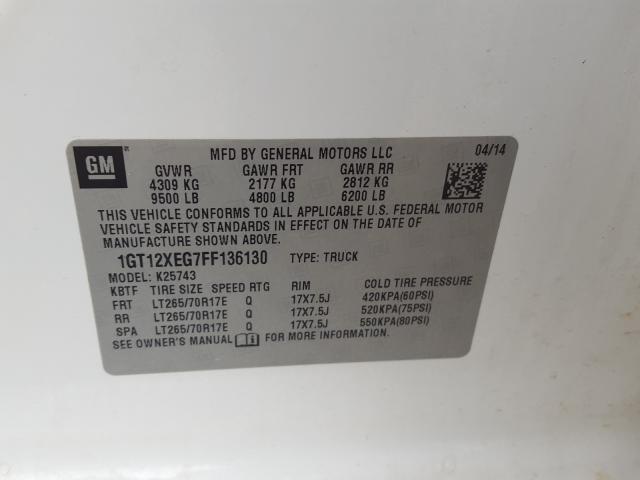 GM
MFD BY GENERAL MOTORS LLC 04/14
GVWR GAWR FRT GAWR RR
4309 KG 2177 KG 2812 KG
9500 LB 4800 LB 6200 LB
THIS VEHICLE CONFORMS TO ALL APPLICABLE U.S. FEDERAL MOTOR
VEHICLE SAFETY STANDARDS IN EFFECT ON THE DATE OF
MANUFACTURE SHOWN ABOVE.
1GT12XEG7FF136130 TYPE: TRUCK
MODEL: K25743
KBTF TIRE SIZE SPEED RTG RIM COLD TIRE PRESSURE
FRT LT265/70R17E Q 17X7.5J 420KPA(60PSI)
RR LT265/70R17E Q 17X7.5J 520KPA(75PSI)
SPA LT265/70R17E Q 17X7.5J 550KPA(80PSI)
SEE OWNER'S MANUAL FOR MORE INFORMATION.